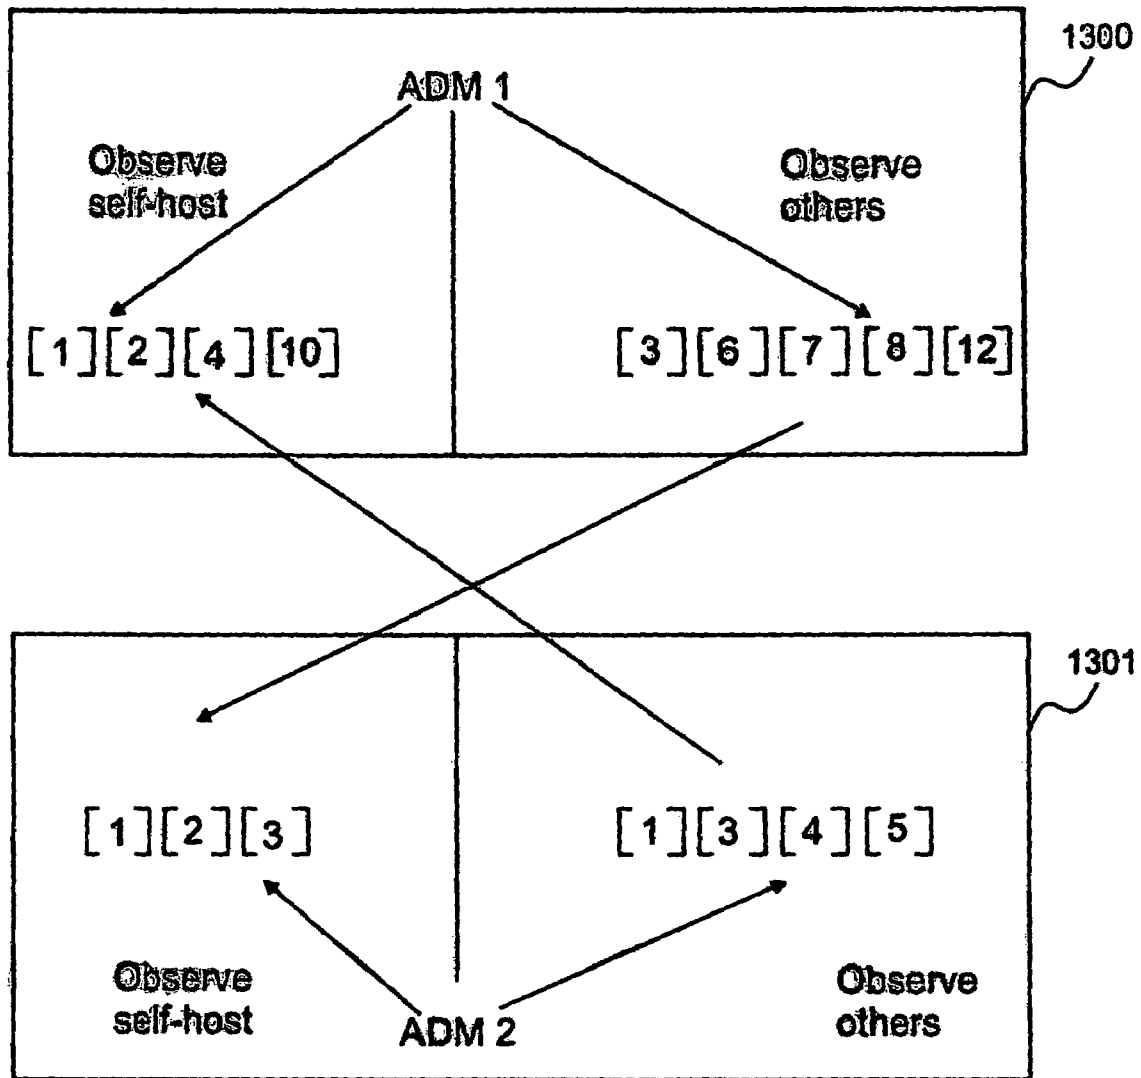 1300
ADM 1
Observe
self-host
Observe
others
[1][2][4][10]
[3][6][7][8][12]
1301
[1][2][3]
[1][3][4][5]
Observe
self-host
ADM 2
Observe
others